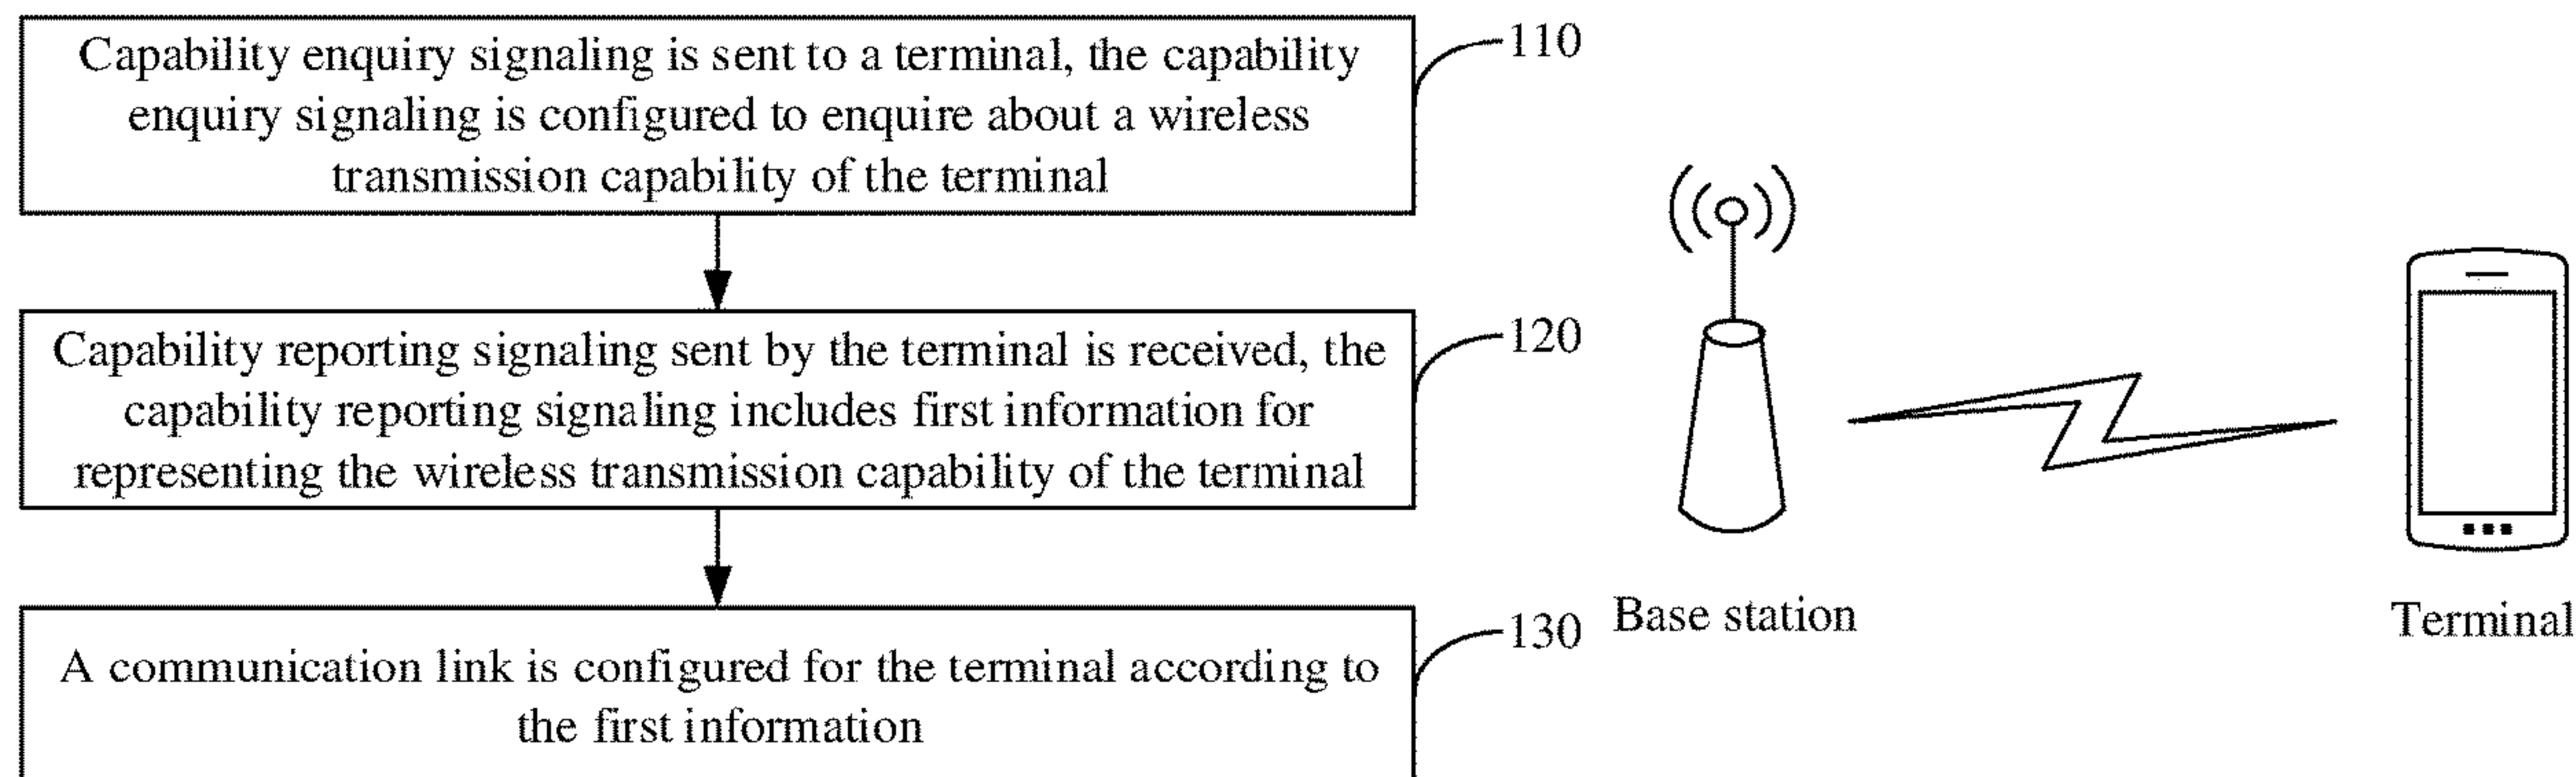 Capability enquiry signaling is sent to a terminal, the capability
enquiry signaling is configured to enquire about a wireless
transmission capability of the terminal
110
Capability reporting signaling sent by the terminal is received, the
capability reporting signaling includes first information for
representing the wireless transmission capability of the terminal
120
A communication link is configured for the terminal according to
the first information
130
Base station
Terminal